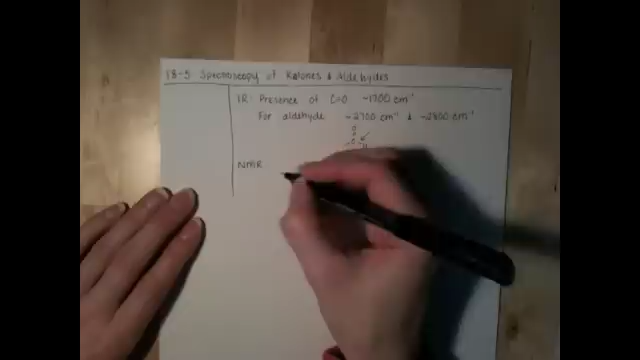 18-5 Spectroscopy of Ketones & Aldehydes
IR: Presence of C=O ~1700 cm⁻¹
For aldehyde ~2700 cm⁻¹ & ~2800 cm⁻¹
O
C
H
NMR